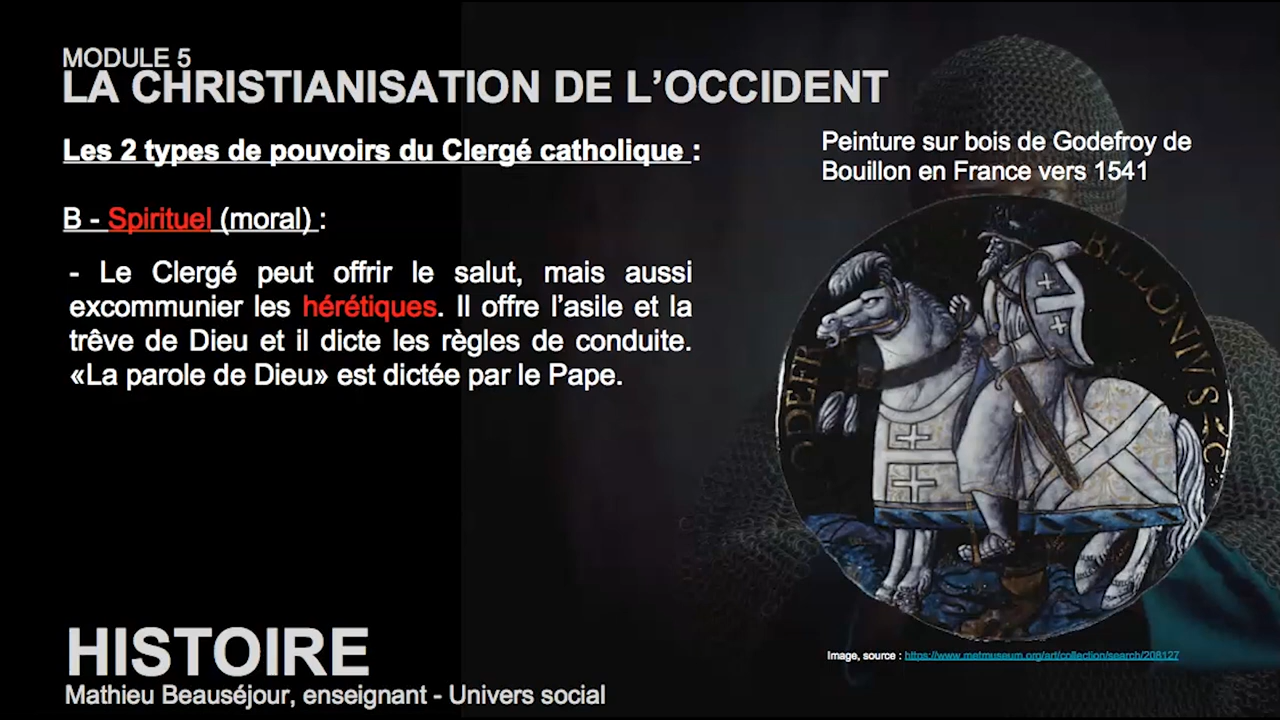 MODULE 5
LA CHRISTIANISATION DE L’OCCIDENT
Les 2 types de pouvoirs du Clergé catholique :
B - Spirituel (moral) :
- Le Clergé peut offrir le salut, mais aussi
excommunier les hérétiques. Il offre l’asile et la
trêve de Dieu et il dicte les règles de conduite.
«La parole de Dieu» est dictée par le Pape.
Peinture sur bois de Godefroy de
Bouillon en France vers 1541
BILLONIVS
Image, source : https://www.metmuseum.org/art/collection/search/208127
HISTOIRE
Mathieu Beauséjour, enseignant - Univers social